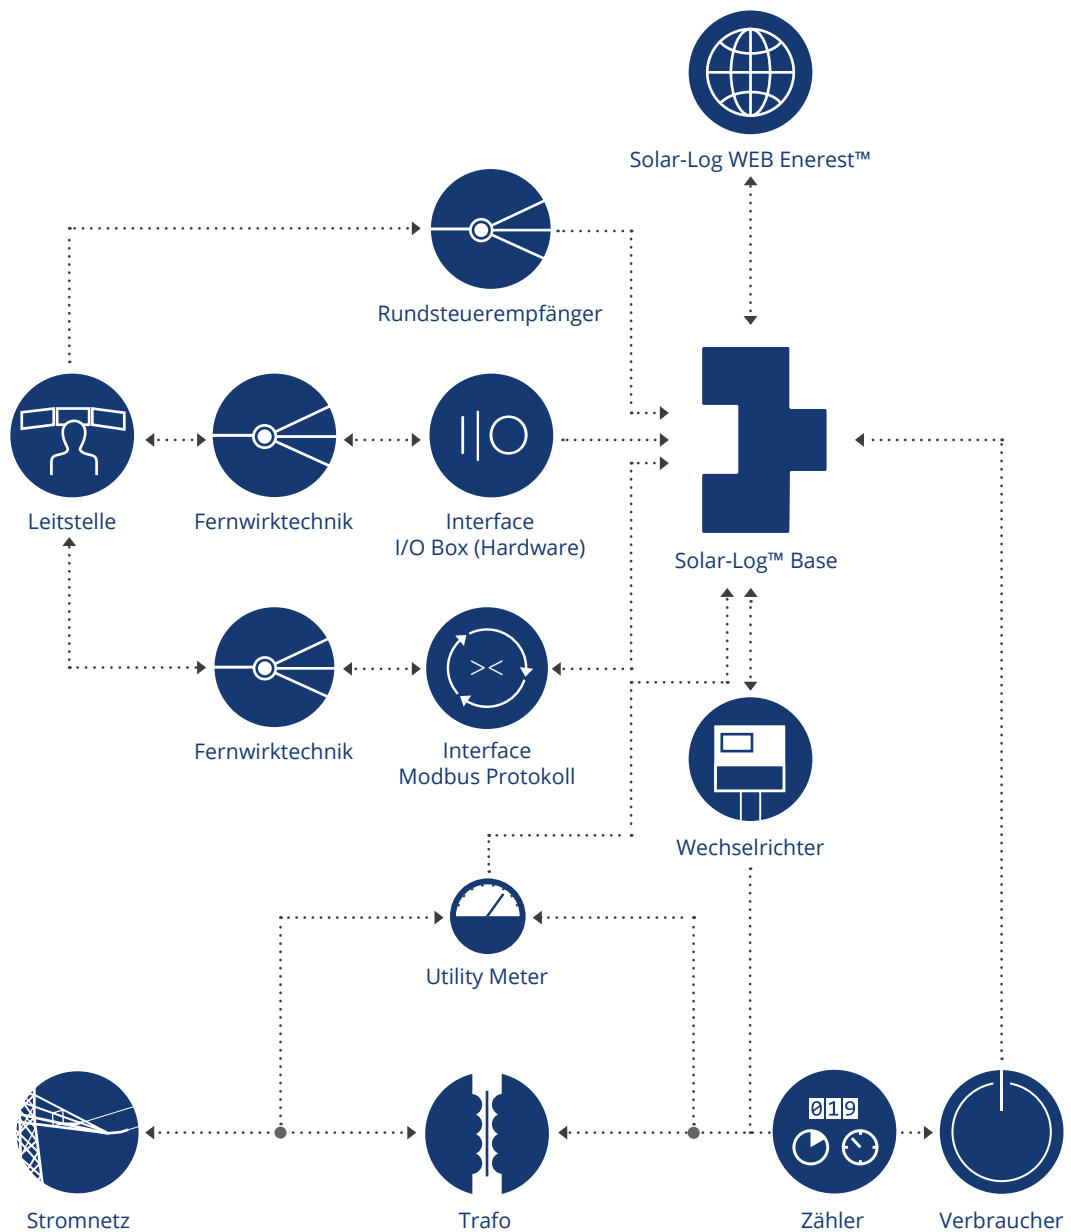 Solar-Log WEB Enerest™
Rundsteuerempfänger
Leitstelle
Fernwirktechnik
Interface
I/O Box (Hardware)
Solar-Log™ Base
Fernwirktechnik
Interface
Modbus Protokoll
Wechselrichter
Utility Meter
019
Stromnetz
Trafo
Zähler
Verbraucher